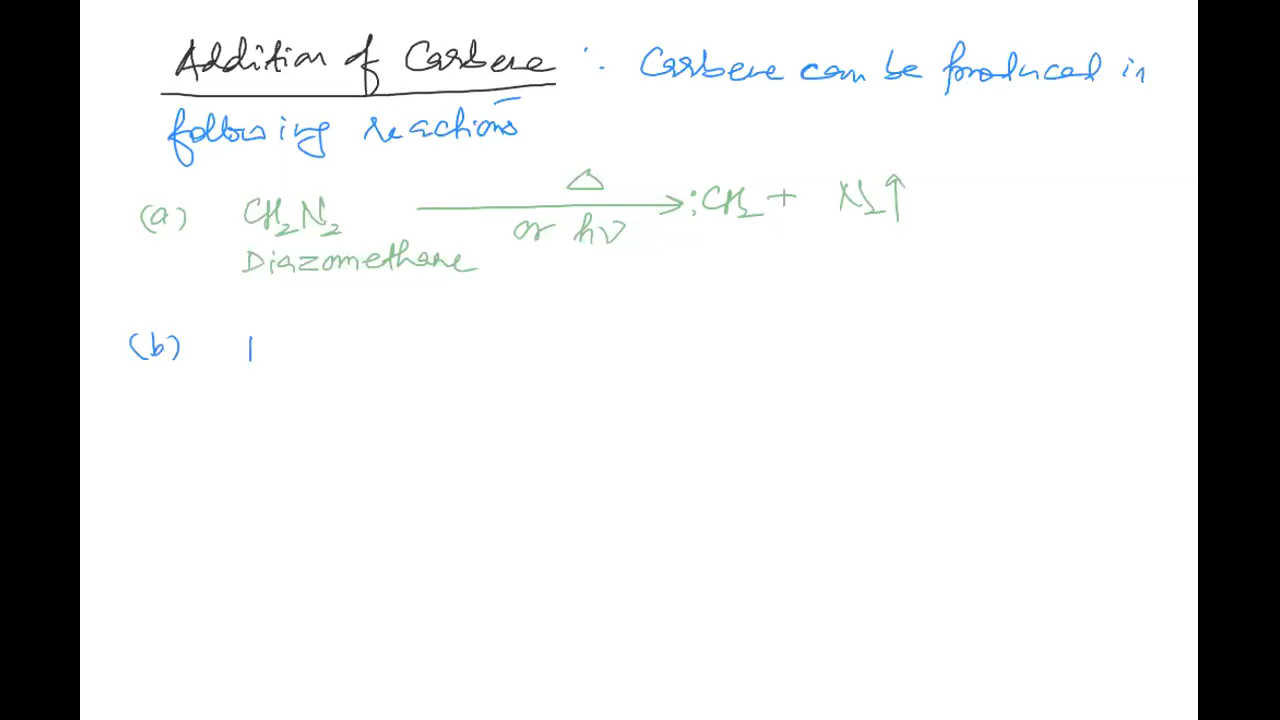 Addition of Carbene : Carbene can be produced in
following reactions
(a) CH₂N₂ —Δ or hν→ :CH₂ + N₂↑
Diazomethane
(b)